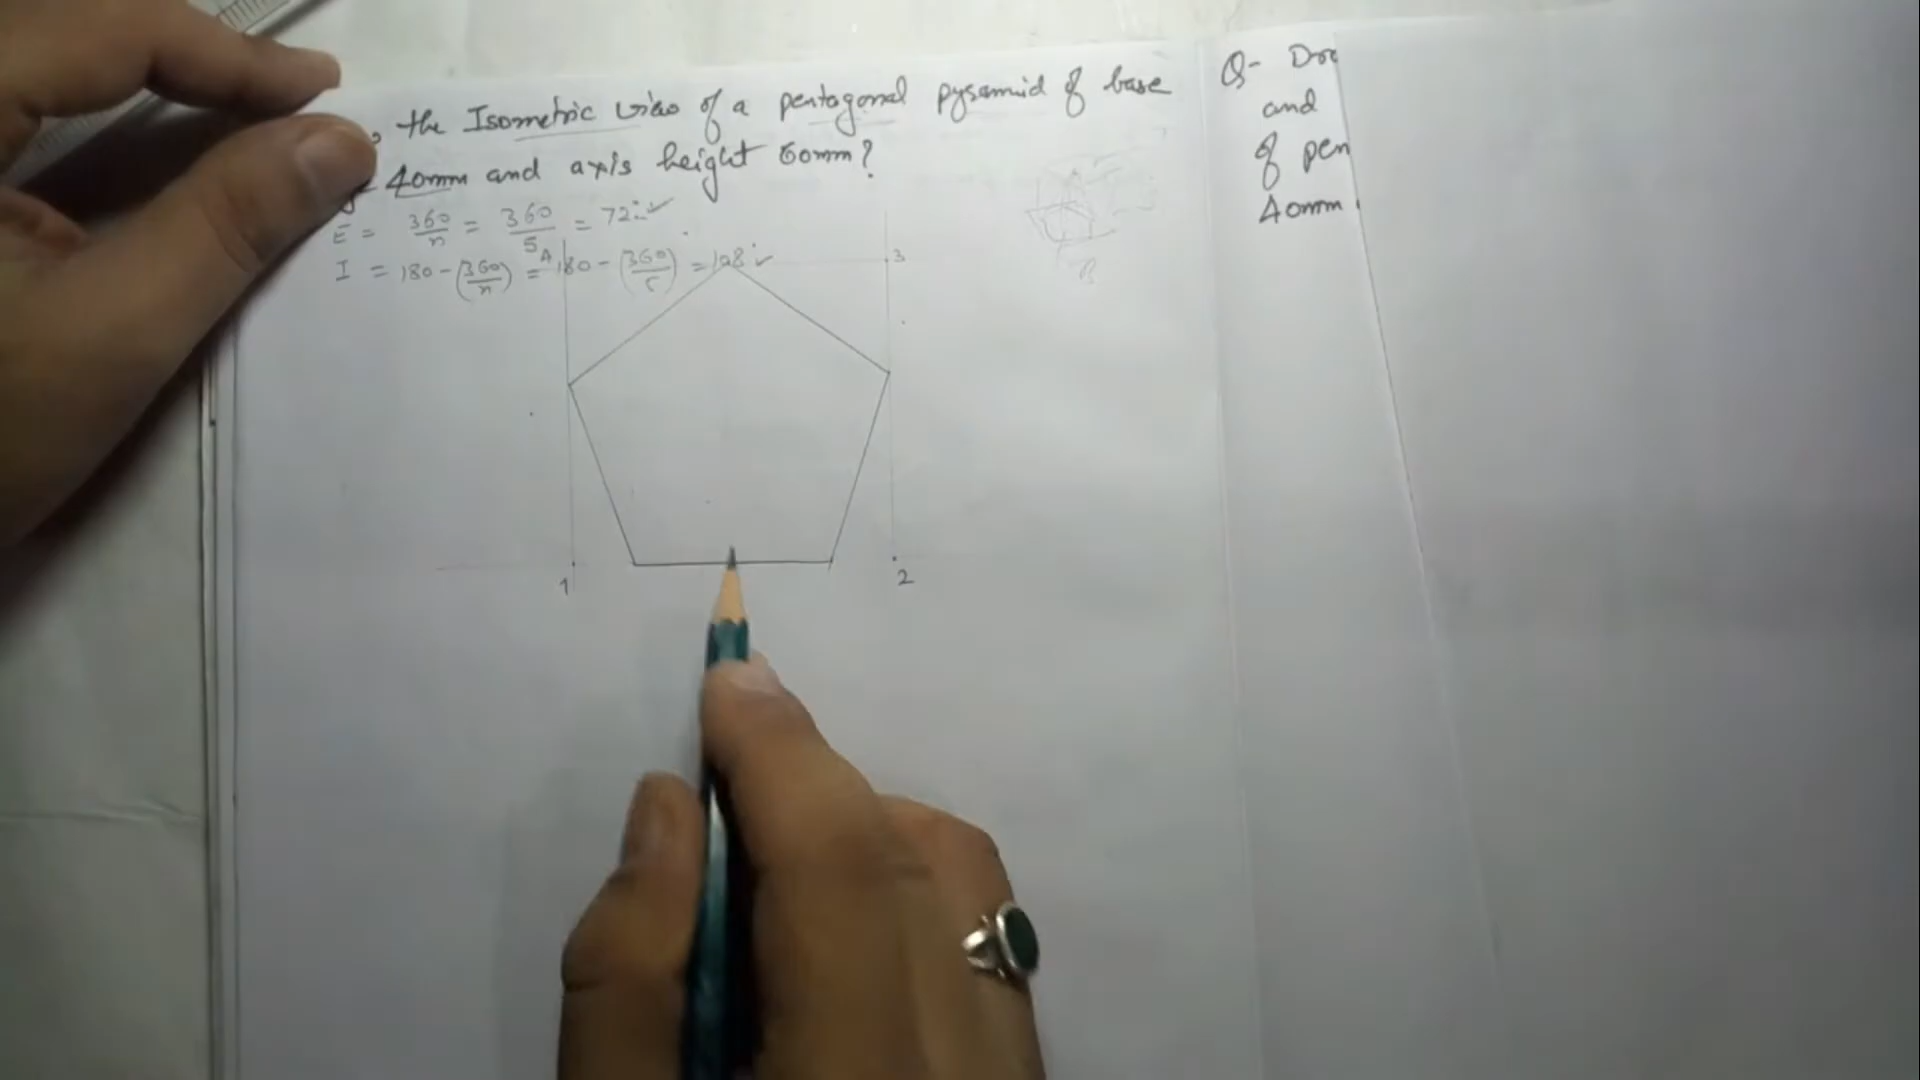 the Isometric view of a pentagonal pyramid of base
40mm and axis height 60mm?
E = 360/n = 360/5 = 72° ✓
I = 180 - (360/n) = 180 - (360/5) = 108° ✓
A
3
1
2
Q- Dra
and
of pen
40mm